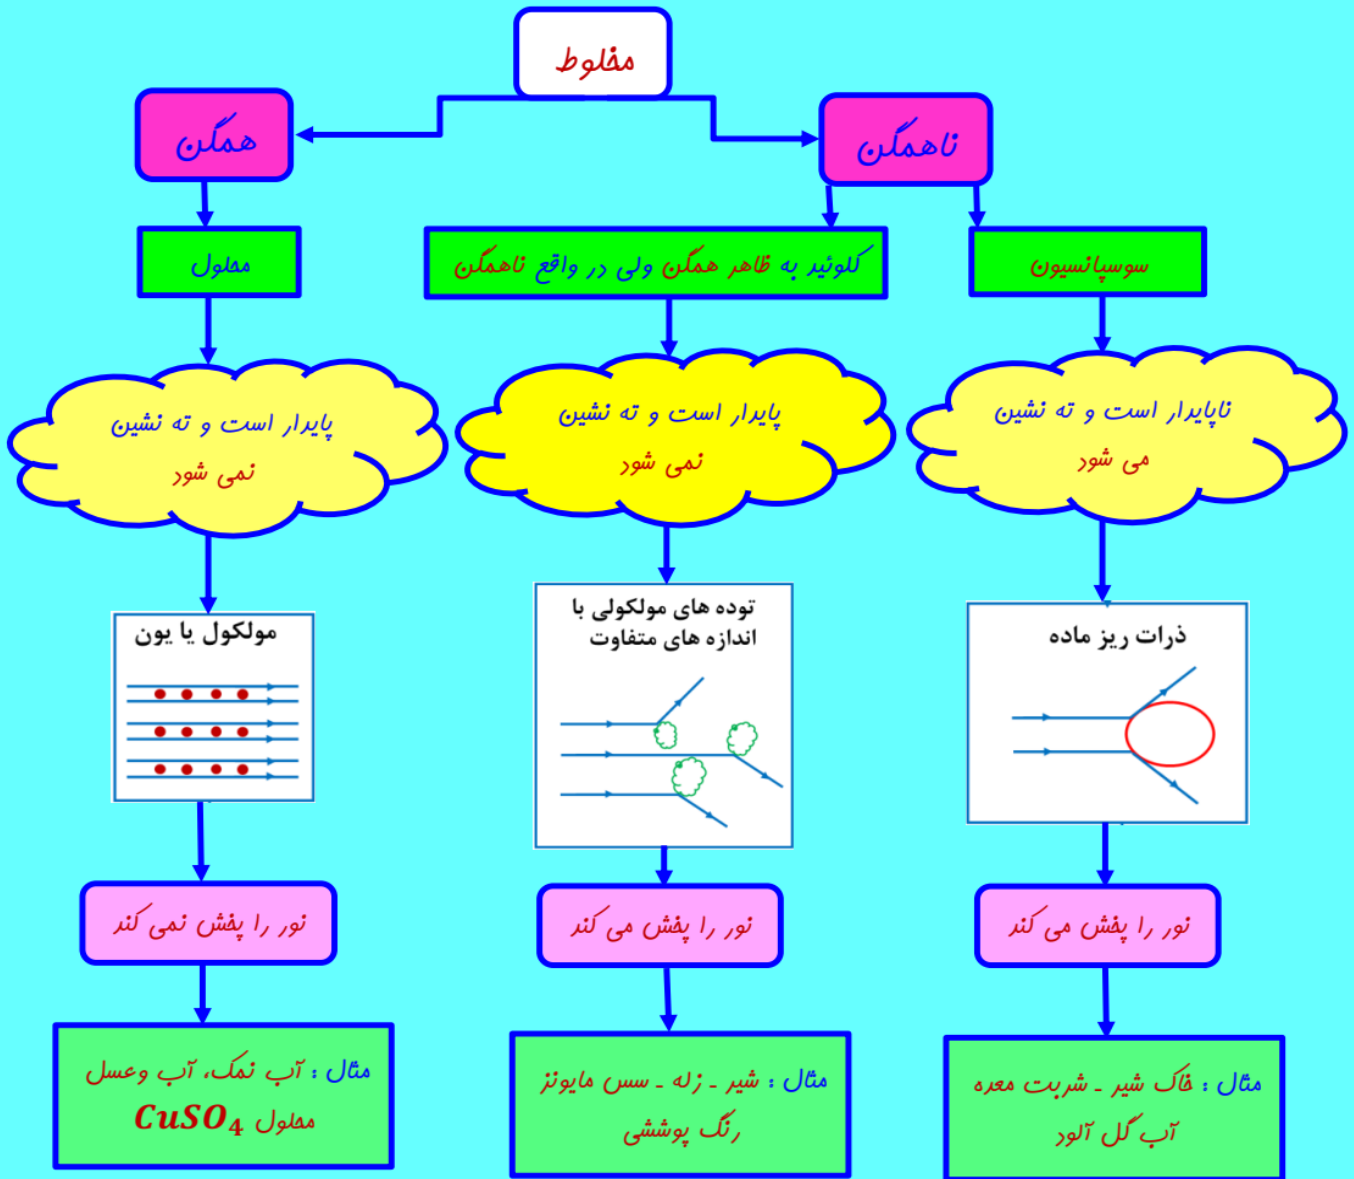 مخلوط
همگن
ناهمگن
محلول
کلوئید به ظاهر همگن ولی در واقع ناهمگن
سوسپانسیون
پایدار است و ته نشین
نمی شود
پایدار است و ته نشین
نمی شود
ناپایدار است و ته نشین
می شود
مولکول یا یون
توده های مولکولی با
اندازه های متفاوت
ذرات ریز ماده
نور را پخش نمی کند
نور را پخش می کند
نور را پخش می کند
مثال : آب نمک، آب وعسل
محلول CuSO₄
مثال : شیر ـ ژله ـ سس مایونز
رنگ پوششی
مثال : خاک شیر ـ شربت معده
آب گل آلود